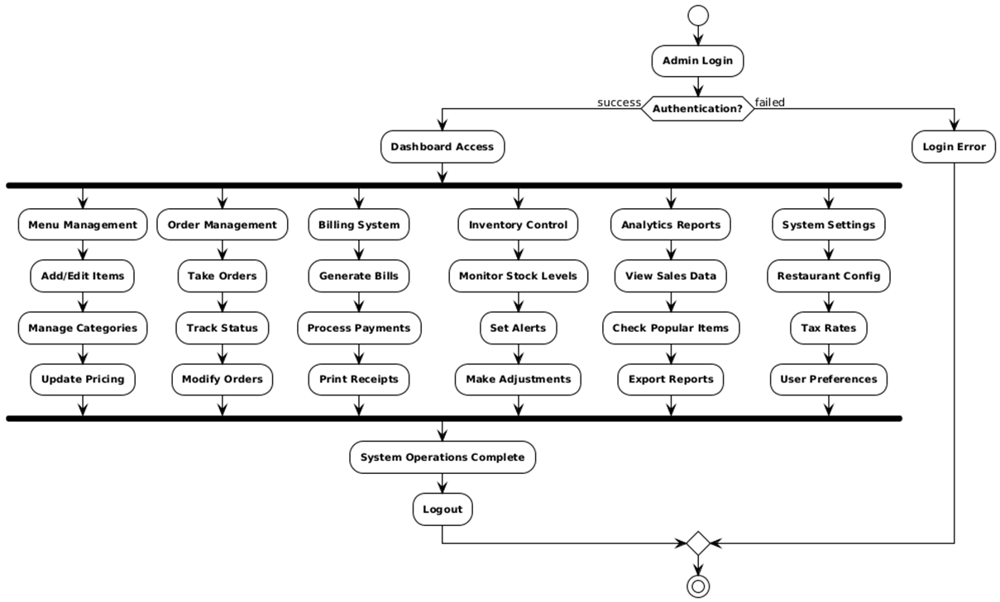 Admin Login
success
Authentication?
failed
Dashboard Access
Login Error
Menu Management
Order Management
Billing System
Inventory Control
Analytics Reports
System Settings
Add/Edit Items
Take Orders
Generate Bills
Monitor Stock Levels
View Sales Data
Restaurant Config
Manage Categories
Track Status
Process Payments
Set Alerts
Check Popular Items
Tax Rates
Update Pricing
Modify Orders
Print Receipts
Make Adjustments
Export Reports
User Preferences
System Operations Complete
Logout